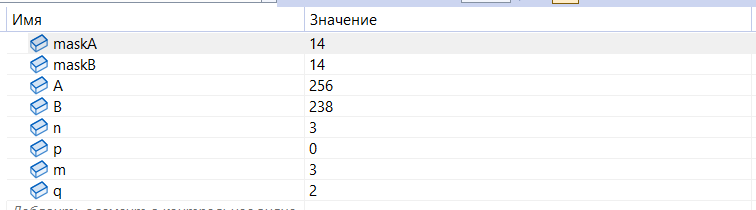 Имя Значение
maskA 14
maskB 14
A 256
B 238
n 3
p 0
m 3
q 2